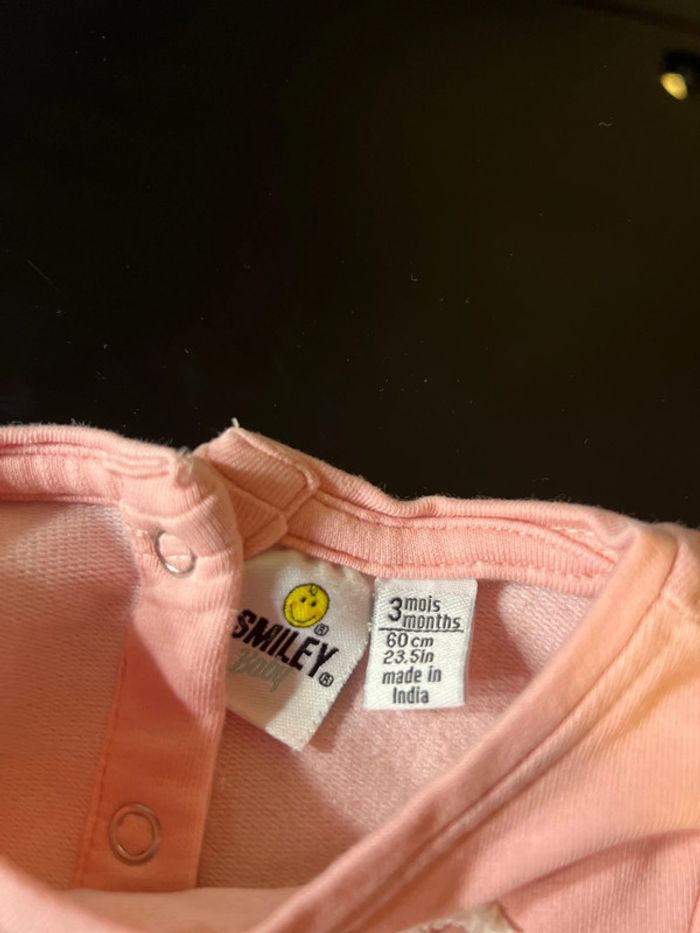 SMILEY®
Baby®
3 mois
months
60 cm
23.5in
made in
India